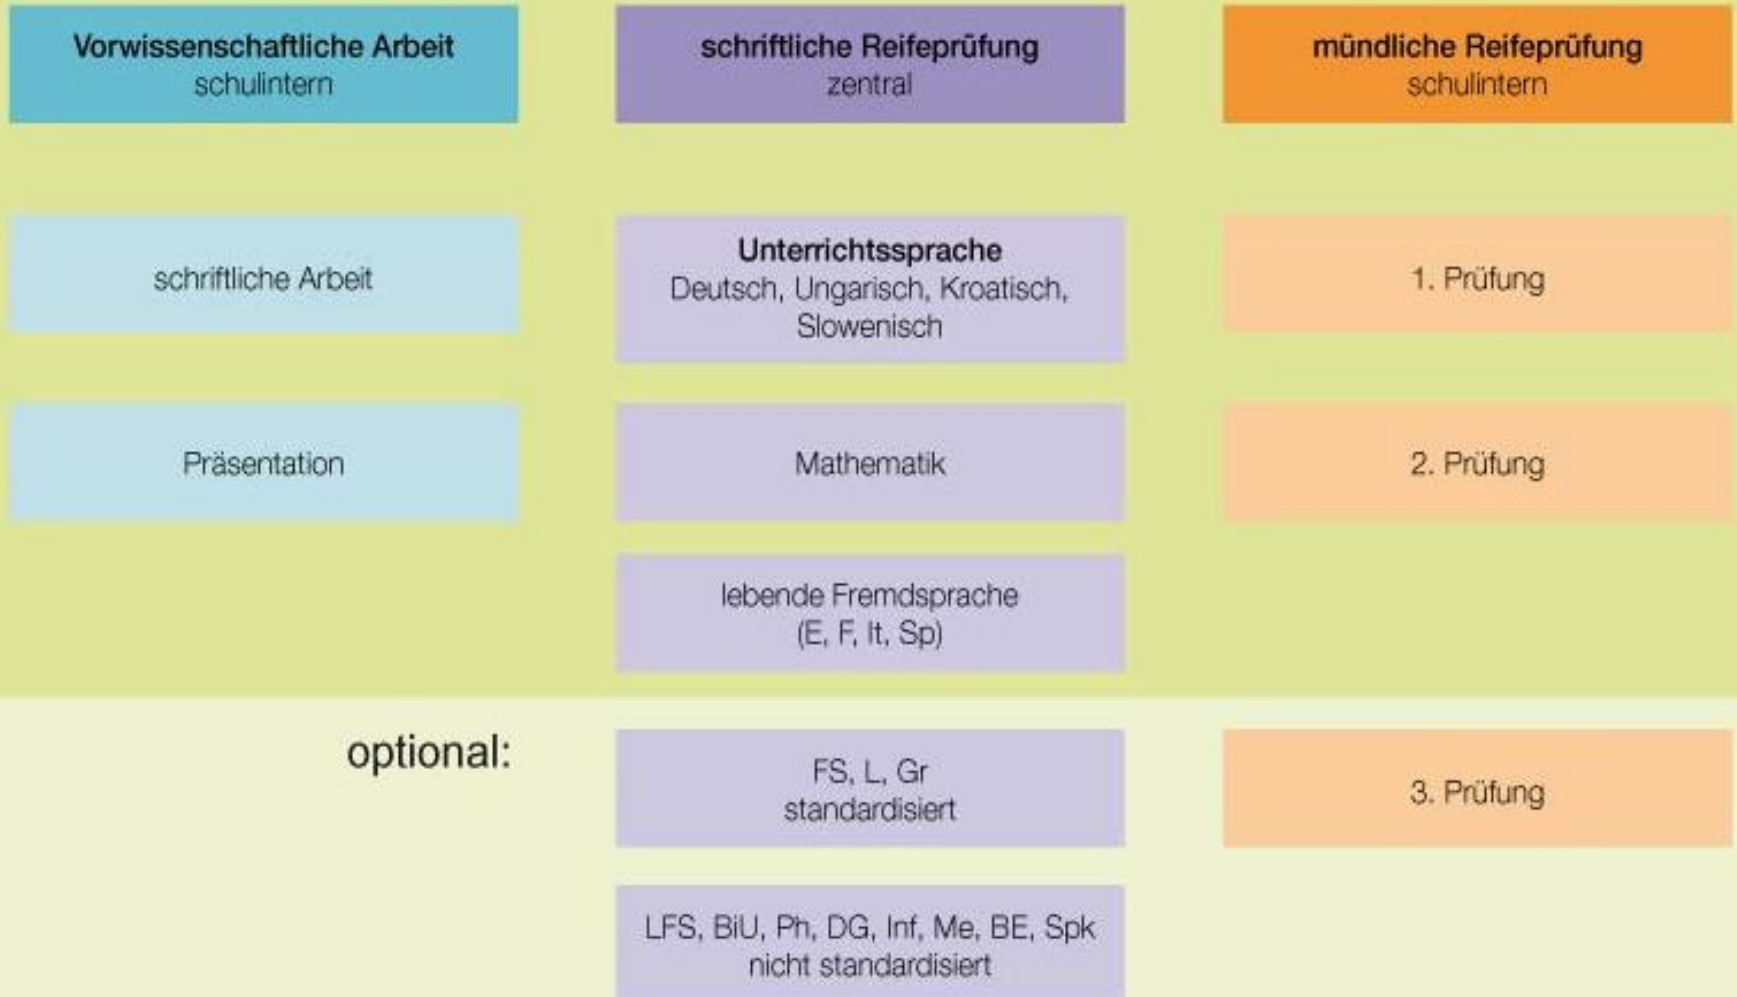 Vorwissenschaftliche Arbeit
schulintern
schriftliche Reifeprüfung
zentral
mündliche Reifeprüfung
schulintern
schriftliche Arbeit
Unterrichtssprache
Deutsch, Ungarisch, Kroatisch,
Slowenisch
1. Prüfung
Präsentation
Mathematik
2. Prüfung
lebende Fremdsprache
(E, F, It, Sp)
optional:
FS, L, Gr
standardisiert
3. Prüfung
LFS, BiU, Ph, DG, Inf, Me, BE, Spk
nicht standardisiert